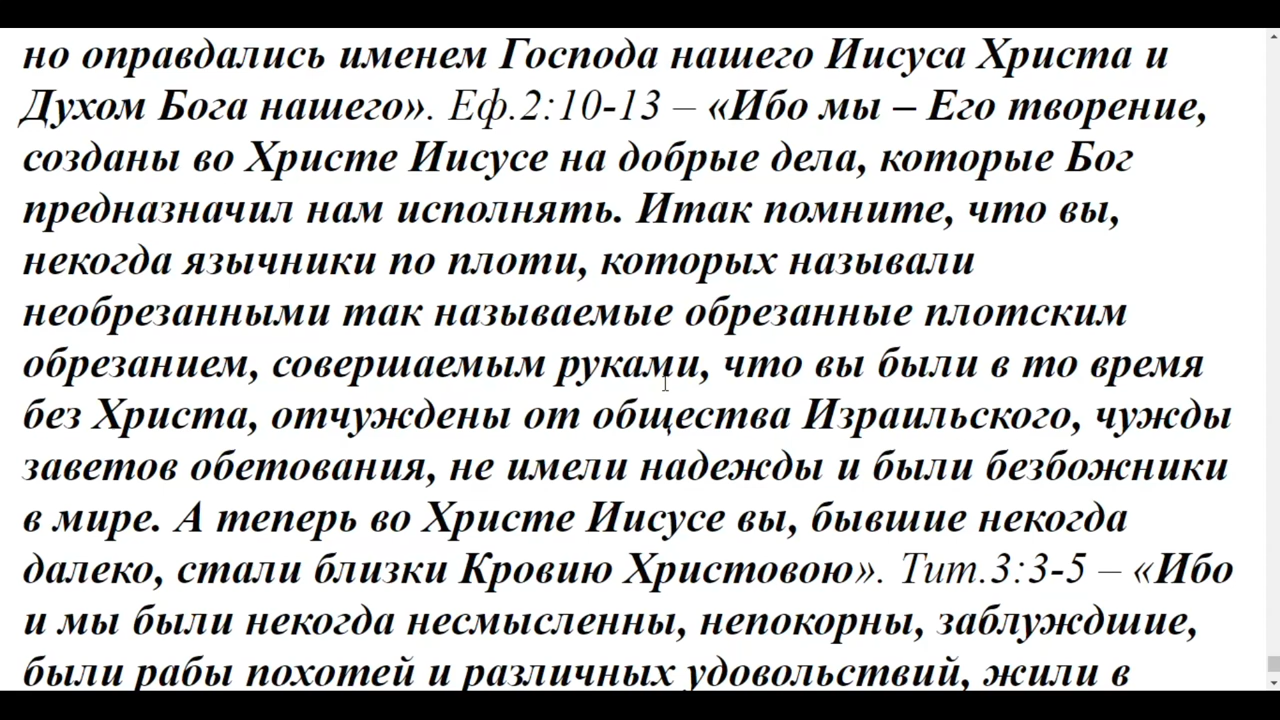 но оправдались именем Господа нашего Иисуса Христа и
Духом Бога нашего». Еф.2:10-13 – «Ибо мы – Его творение,
созданы во Христе Иисусе на добрые дела, которые Бог
предназначил нам исполнять. Итак помните, что вы,
некогда язычники по плоти, которых называли
необрезанными так называемые обрезанные плотским
обрезанием, совершаемым руками, что вы были в то время
без Христа, отчуждены от общества Израильского, чужды
заветов обетования, не имели надежды и были безбожники
в мире. А теперь во Христе Иисусе вы, бывшие некогда
далеко, стали близки Кровию Христовою». Тит.3:3-5 – «Ибо
и мы были некогда несмысленны, непокорны, заблуждшие,
были рабы похотей и различных удовольствий, жили в